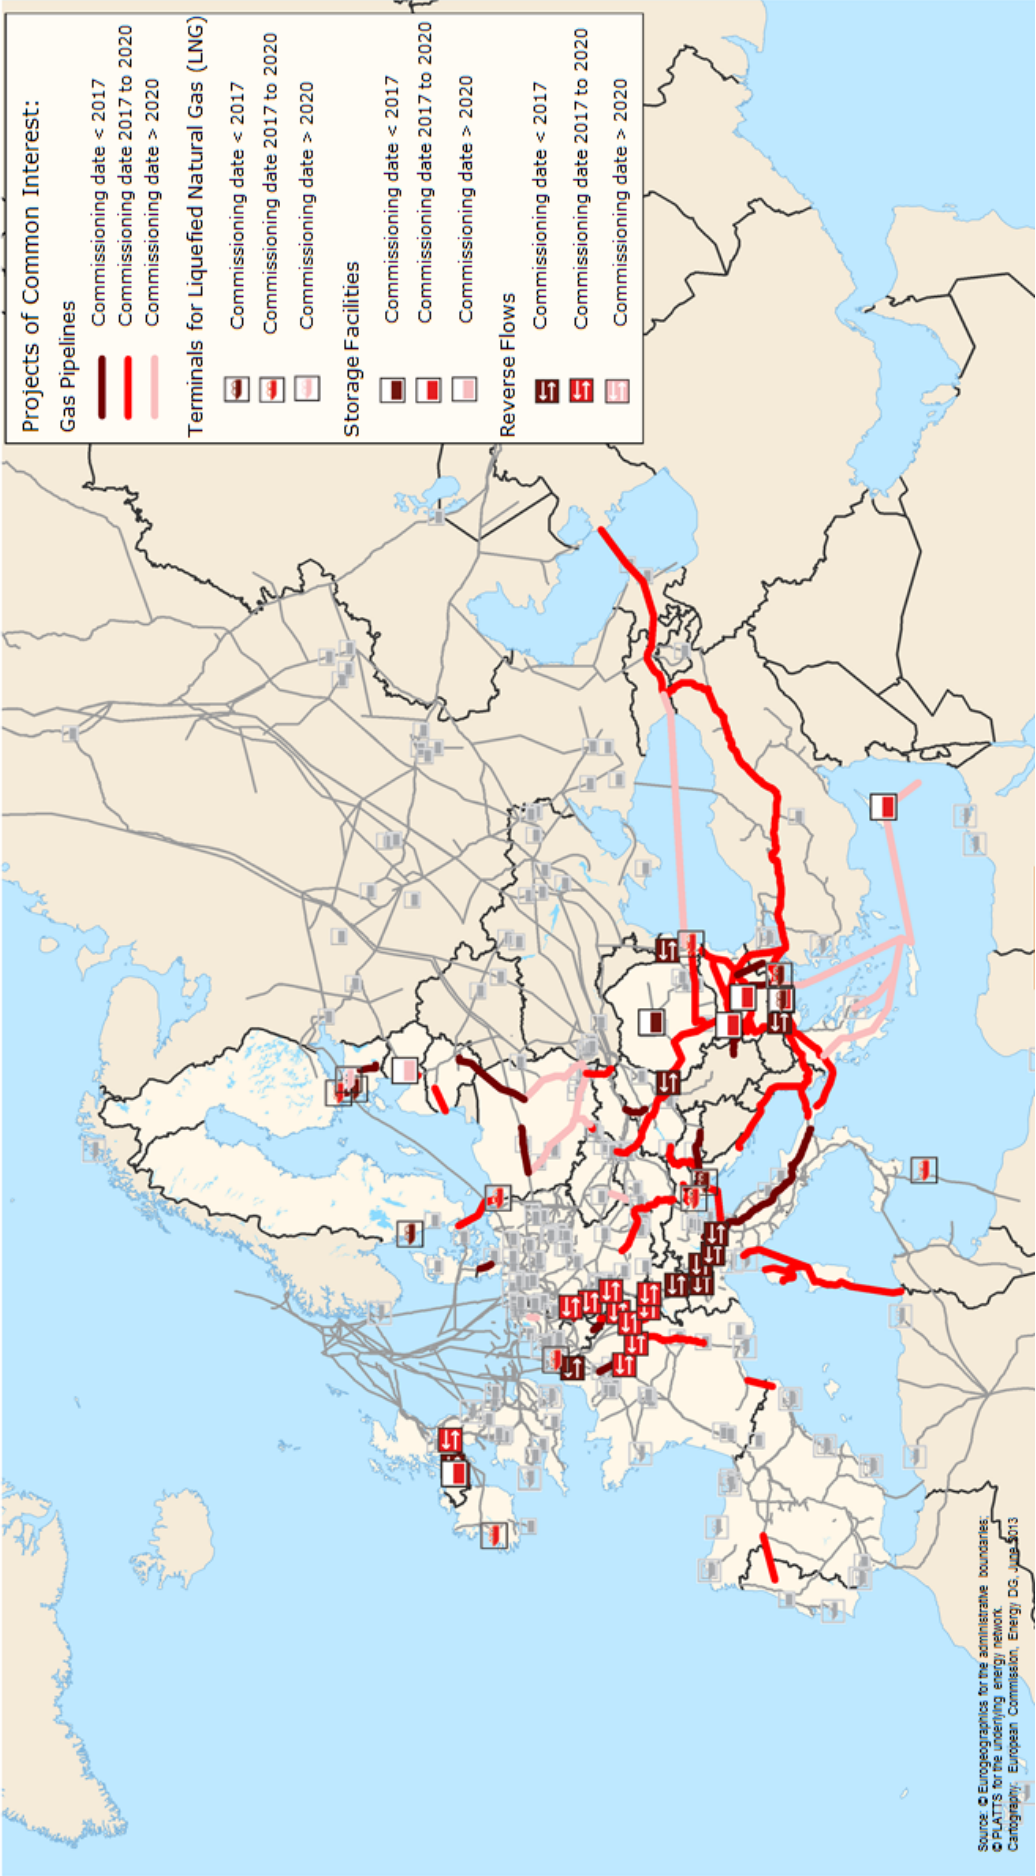 Projects of Common Interest:
Gas Pipelines
Commissioning date < 2017
Commissioning date 2017 to 2020
Commissioning date > 2020
Terminals for Liquefied Natural Gas (LNG)
Commissioning date < 2017
Commissioning date 2017 to 2020
Commissioning date > 2020
Storage Facilities
Commissioning date < 2017
Commissioning date 2017 to 2020
Commissioning date > 2020
Reverse Flows
Commissioning date < 2017
Commissioning date 2017 to 2020
Commissioning date > 2020
Source: © Eurogeographics for the administrative boundaries;
© PLATTS for the underlying energy network.
Cartography: European Commission, Energy DG, June 2013